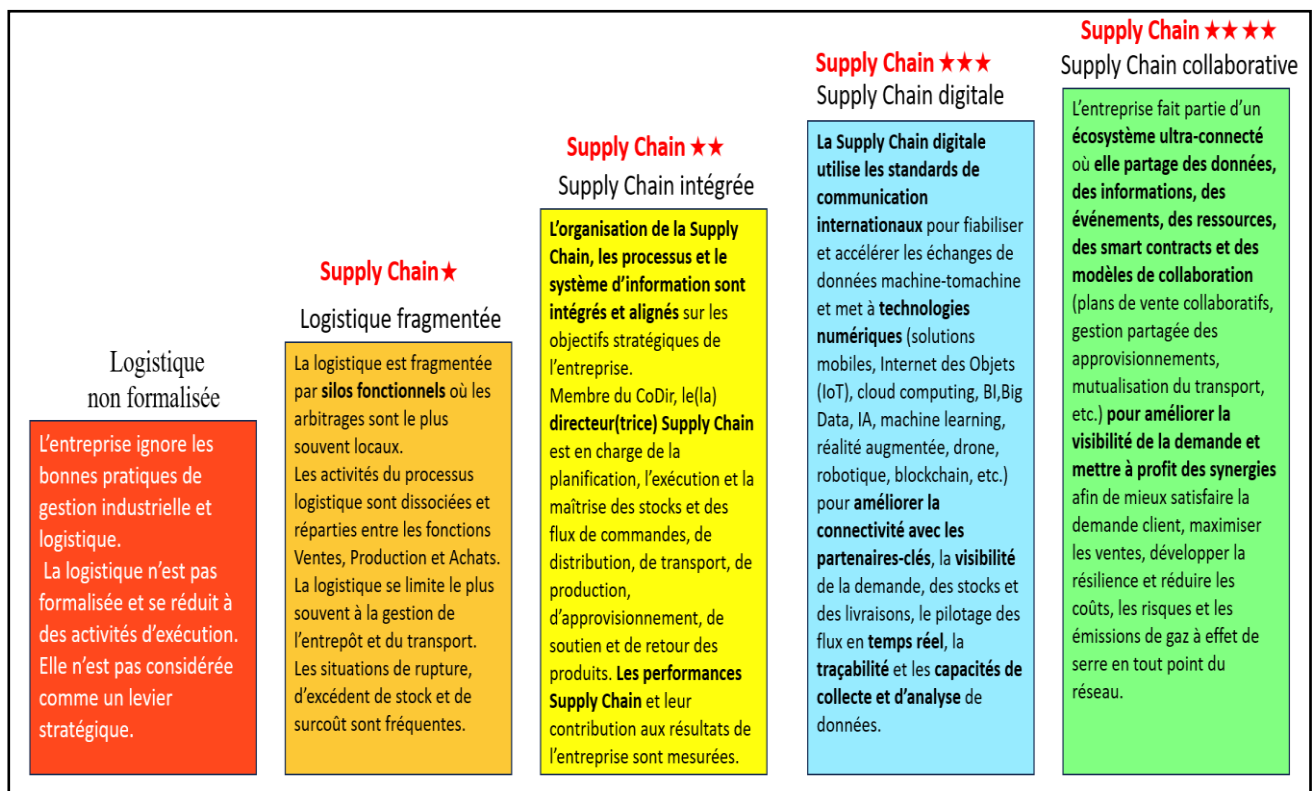 Logistique
non formalisée
L'entreprise ignore les
bonnes pratiques de
gestion industrielle et
logistique.
La logistique n'est pas
formalisée et se réduit à
des activités d'exécution.
Elle n'est pas considérée
comme un levier
stratégique.
Supply Chain★
Logistique fragmentée
La logistique est fragmentée
par silos fonctionnels où les
arbitrages sont le plus
souvent locaux.
Les activités du processus
logistique sont dissociées et
réparties entre les fonctions
Ventes, Production et Achats.
La logistique se limite le plus
souvent à la gestion de
l'entrepôt et du transport.
Les situations de rupture,
d'excédent de stock et de
surcoût sont fréquentes.
Supply Chain ★★
Supply Chain intégrée
L'organisation de la Supply
Chain, les processus et le
système d'information sont
intégrés et alignés sur les
objectifs stratégiques de
l'entreprise.
Membre du CoDir, le(la)
directeur(trice) Supply Chain
est en charge de la
planification, l'exécution et la
maîtrise des stocks et des
flux de commandes, de
distribution, de transport, de
production,
d'approvisionnement, de
soutien et de retour des
produits. Les performances
Supply Chain et leur
contribution aux résultats de
l'entreprise sont mesurées.
Supply Chain ★★★
Supply Chain digitale
La Supply Chain digitale
utilise les standards de
communication
internationaux pour fiabiliser
et accélérer les échanges de
données machine-tomachine
et met à technologies
numériques (solutions
mobiles, Internet des Objets
(IoT), cloud computing, BI,Big
Data, IA, machine learning,
réalité augmentée, drone,
robotique, blockchain, etc.)
pour améliorer la
connectivité avec les
partenaires-clés, la visibilité
de la demande, des stocks et
des livraisons, le pilotage des
flux en temps réel, la
traçabilité et les capacités de
collecte et d'analyse de
données.
Supply Chain ★★★★
Supply Chain collaborative
L'entreprise fait partie d'un
écosystème ultra-connecté
où elle partage des données,
des informations, des
événements, des ressources,
des smart contracts et des
modèles de collaboration
(plans de vente collaboratifs,
gestion partagée des
approvisionnements,
mutualisation du transport,
etc.) pour améliorer la
visibilité de la demande et
mettre à profit des synergies
afin de mieux satisfaire la
demande client, maximiser
les ventes, développer la
résilience et réduire les
coûts, les risques et les
émissions de gaz à effet de
serre en tout point du
réseau.